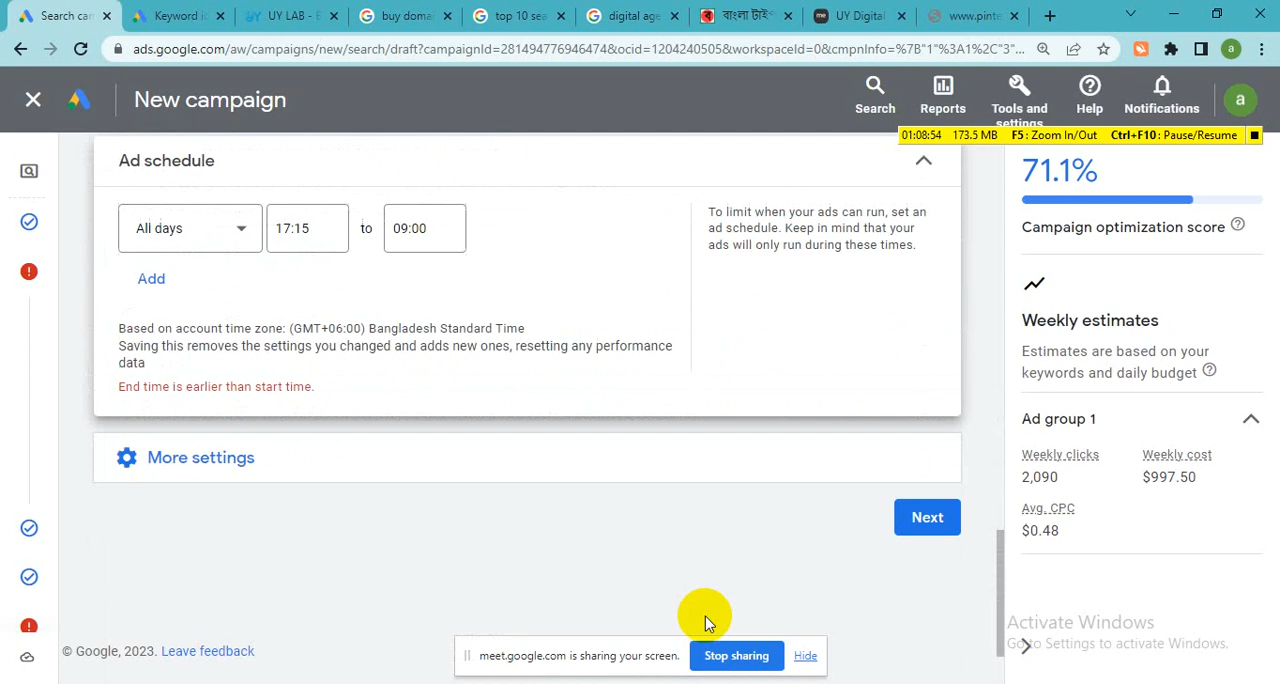 Search car
Keyword id
UY LAB - B
buy doma
top 10 sea
digital age
বাংলা টাইপ
UY Digital
www.pinte
ads.google.com/aw/campaigns/new/search/draft?campaignId=281494776946474&ocid=1204240505&workspaceId=0&cmpnInfo=%7B"1"%3A1%2C"3"...
a
New campaign
Search
Reports
Tools and settings
Help
Notifications
a
01:08:54 173.5 MB F5: Zoom In/Out Ctrl+F10: Pause/Resume
Ad schedule
All days 17:15 to 09:00
Add
Based on account time zone: (GMT+06:00) Bangladesh Standard Time
Saving this removes the settings you changed and adds new ones, resetting any performance
data
End time is earlier than start time.
To limit when your ads can run, set an
ad schedule. Keep in mind that your
ads will only run during these times.
More settings
Next
71.1%
Campaign optimization score
Weekly estimates
Estimates are based on your
keywords and daily budget
Ad group 1
Weekly clicks Weekly cost
2,090 $997.50
Avg. CPC
$0.48
Activate Windows
Go to Settings to activate Windows.
© Google, 2023. Leave feedback
meet.google.com is sharing your screen. Stop sharing Hide